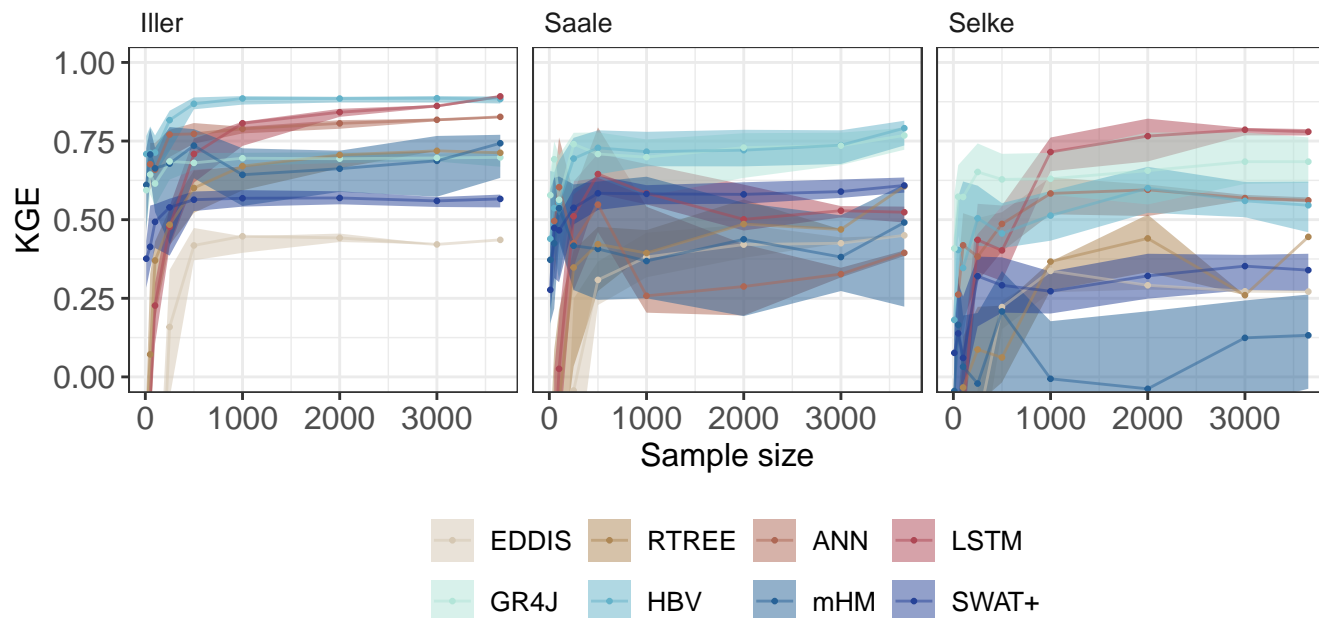 Iller Saale Selke
1.00
0.75
0.50
0.25
0.00
KGE
0 1000 2000 3000 0 1000 2000 3000 0 1000 2000 3000
Sample size
EDDIS RTREE ANN LSTM
GR4J HBV mHM SWAT+